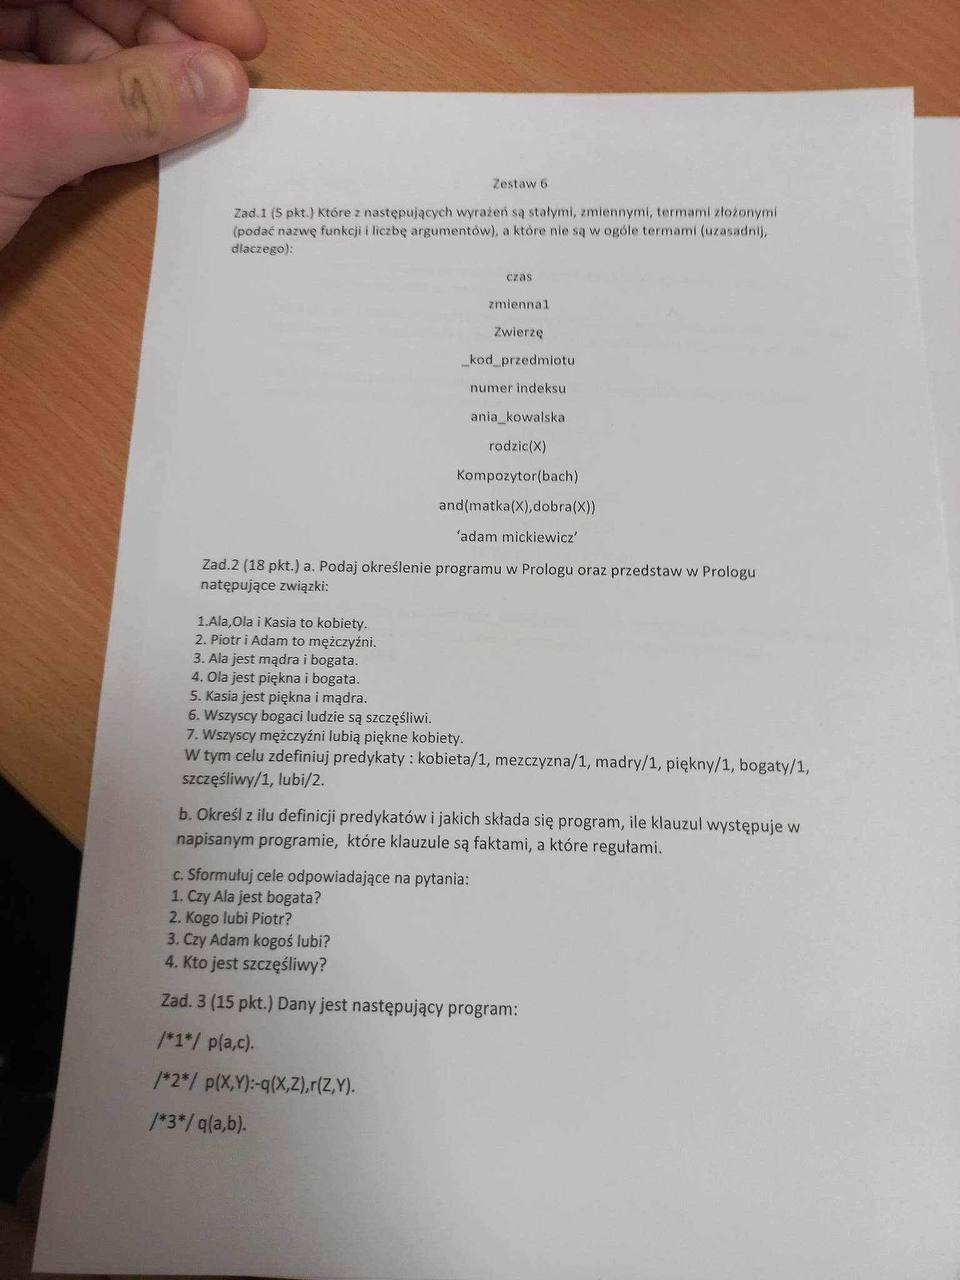 Zestaw 6
Zad.1 (5 pkt.) Które z następujących wyrażeń są stałymi, zmiennymi, termami złożonymi
(podać nazwę funkcji i liczbę argumentów), a które nie są w ogóle termami (uzasadnij,
dlaczego):
czas
zmienna1
Zwierzę
_kod_przedmiotu
numer indeksu
ania_kowalska
rodzic(X)
Kompozytor(bach)
and(matka(X),dobra(X))
‘adam mickiewicz’
Zad.2 (18 pkt.) a. Podaj określenie programu w Prologu oraz przedstaw w Prologu
natępujące związki:
1.Ala,Ola i Kasia to kobiety.
2. Piotr i Adam to mężczyźni.
3. Ala jest mądra i bogata.
4. Ola jest piękna i bogata.
5. Kasia jest piękna i mądra.
6. Wszyscy bogaci ludzie są szczęśliwi.
7. Wszyscy mężczyźni lubią piękne kobiety.
W tym celu zdefiniuj predykaty : kobieta/1, mezczyzna/1, madry/1, piękny/1, bogaty/1,
szczęśliwy/1, lubi/2.
b. Określ z ilu definicji predykatów i jakich składa się program, ile klauzul występuje w
napisanym programie, które klauzule są faktami, a które regułami.
c. Sformułuj cele odpowiadające na pytania:
1. Czy Ala jest bogata?
2. Kogo lubi Piotr?
3. Czy Adam kogoś lubi?
4. Kto jest szczęśliwy?
Zad. 3 (15 pkt.) Dany jest następujący program:
/*1*/ p(a,c).
/*2*/ p(X,Y):-q(X,Z),r(Z,Y).
/*3*/ q(a,b).